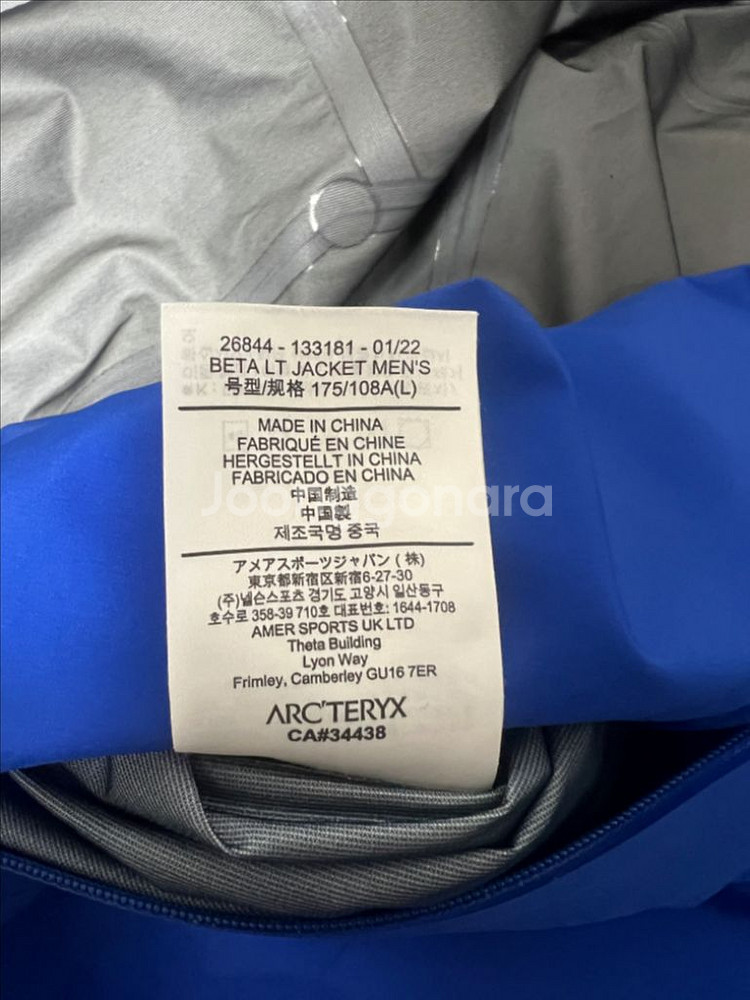 26844 - 133181 - 01/22
BETA LT JACKET MEN'S
号型/规格 175/108A(L)
MADE IN CHINA
FABRIQUÉ EN CHINE
HERGESTELLT IN CHINA
FABRICADO EN CHINA
中国制造
中国製
제조국명 중국
アメアスポーツジャパン (株)
東京都新宿区新宿6-27-30
(주)넬슨스포츠 경기도 고양시 일산동구
호수로 358-39 710호 대표번호: 1644-1708
AMER SPORTS UK LTD
Theta Building
Lyon Way
Frimley, Camberley GU16 7ER
ARC'TERYX
CA#34438
Joonggonara